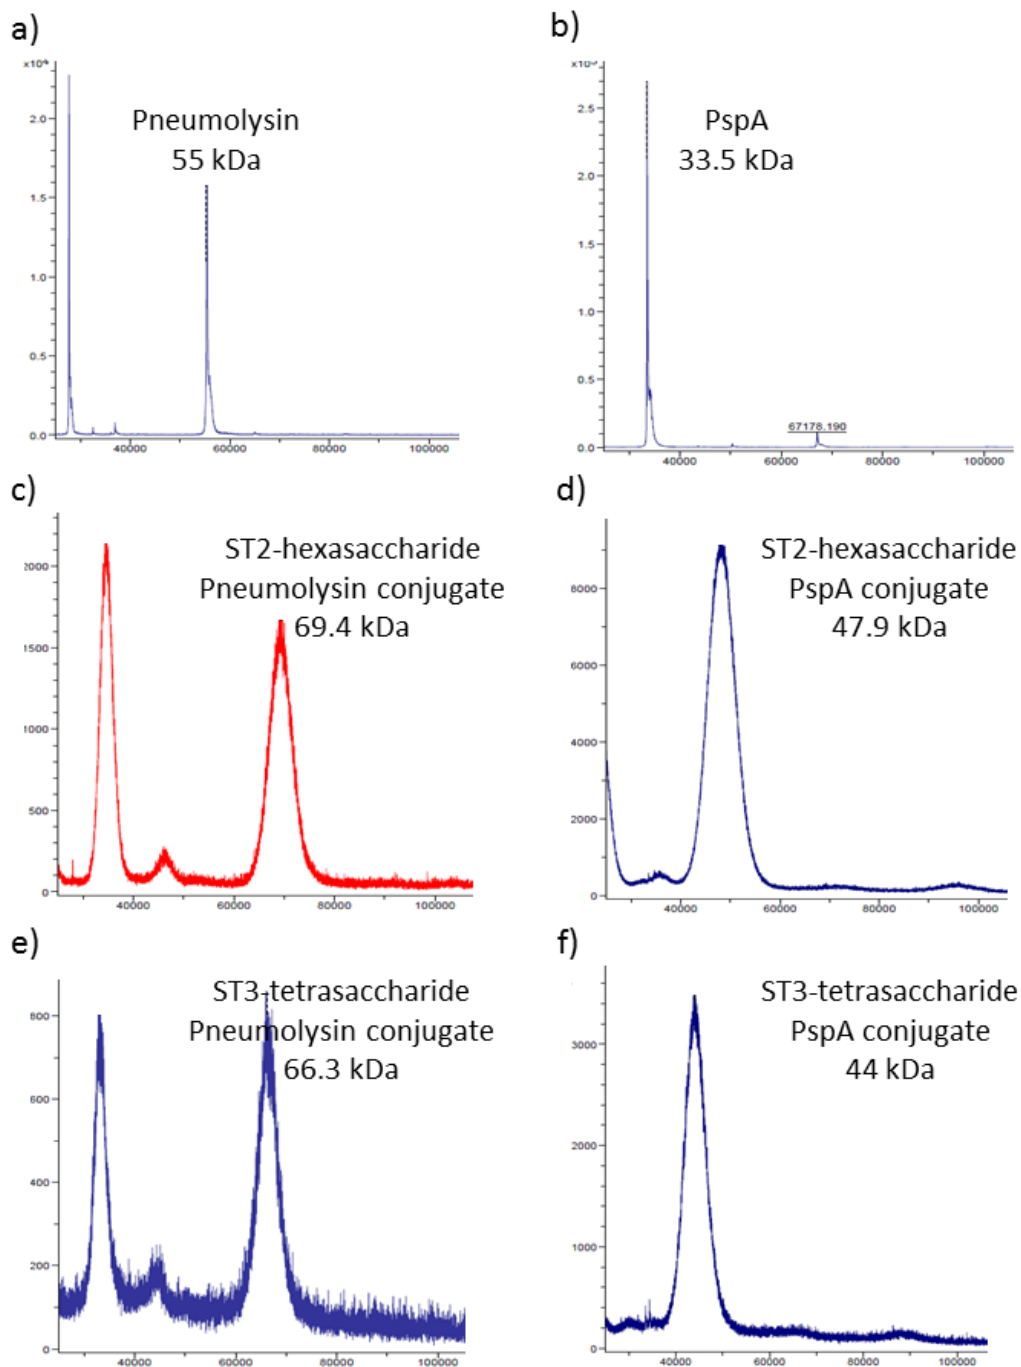 a)
x10⁴
2.0
1.5
1.0
0.5
0.0
40000 60000 80000 100000
Pneumolysin
55 kDa
b)
2.5
2.0
1.5
1.0
0.5
0.0
40000 60000 80000 100000
PspA
33.5 kDa
67178.190
c)
2000
1500
1000
500
0
40000 60000 80000 100000
ST2-hexasaccharide
Pneumolysin conjugate
69.4 kDa
d)
8000
6000
4000
2000
0
40000 60000 80000 100000
ST2-hexasaccharide
PspA conjugate
47.9 kDa
e)
800
600
400
200
0
40000 60000 80000 100000
ST3-tetrasaccharide
Pneumolysin conjugate
66.3 kDa
f)
3000
2000
1000
0
40000 60000 80000 100000
ST3-tetrasaccharide
PspA conjugate
44 kDa